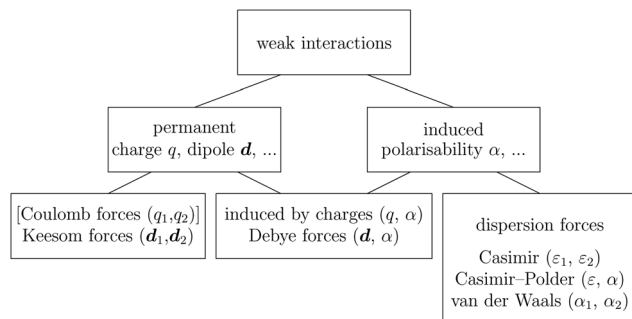 weak interactions
permanent
charge q, dipole d, ...
induced
polarisability α, ...
[Coulomb forces (q₁,q₂)]
Keesom forces (d₁,d₂)
induced by charges (q, α)
Debye forces (d, α)
dispersion forces
Casimir (ε₁, ε₂)
Casimir–Polder (ε, α)
van der Waals (α₁, α₂)